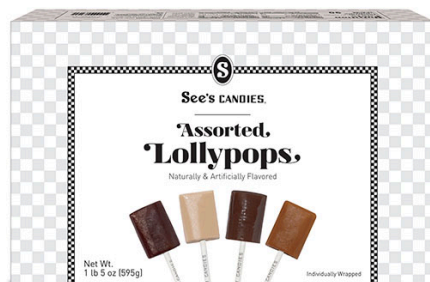 S
See's CANDIES®
Assorted
Lollypops
Naturally & Artificially Flavored
Net Wt.
1 lb 5 oz (595g)
Individually Wrapped